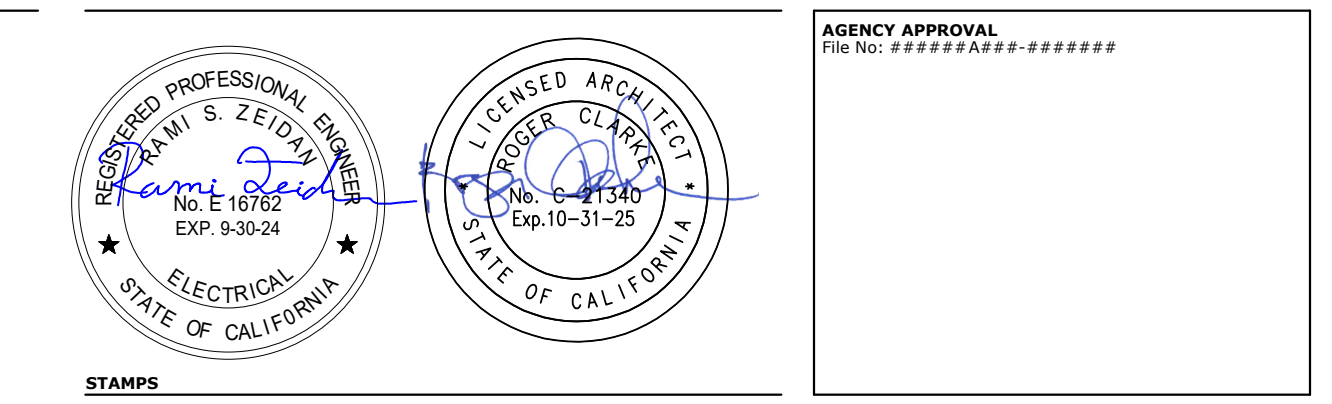 REGISTERED PROFESSIONAL ENGINEER
RAMI S. ZEIDAN
Rami Zeidan
No. E 16762
EXP. 9-30-24
ELECTRICAL
STATE OF CALIFORNIA
LICENSED ARCHITECT
ROGER CLARKE
No. C-21340
Exp.10-31-25
STATE OF CALIFORNIA
STAMPS
AGENCY APPROVAL
File No: ######A###-#######